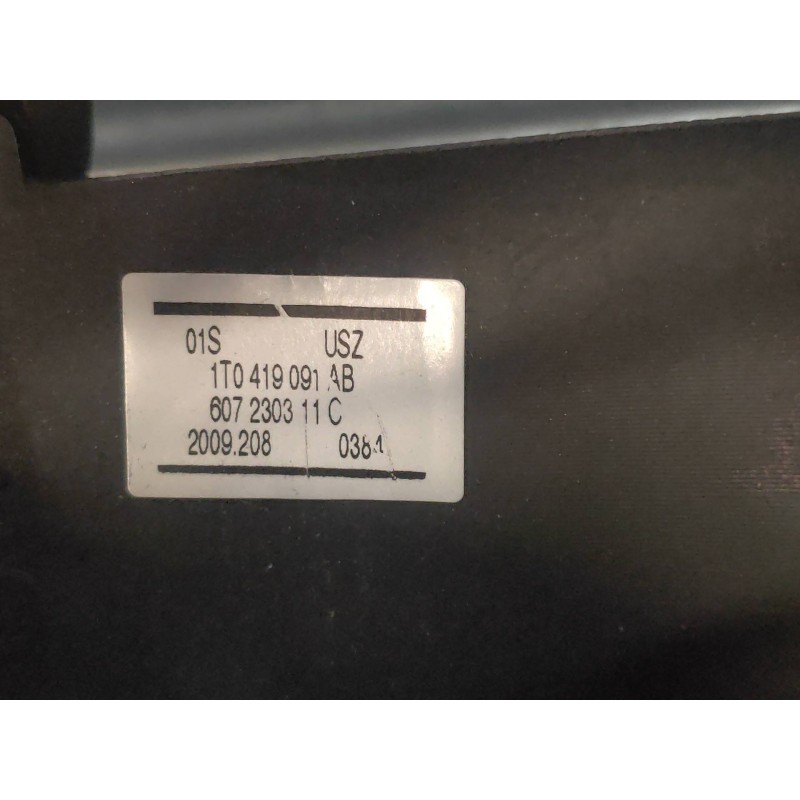 01S USZ
1T0 419 091 AB
607 2303 11 C
2009.208 0384